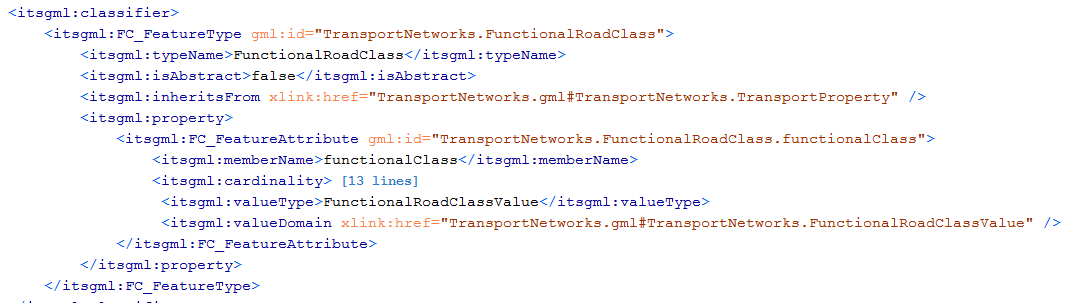 <itsgml:classifier>
<itsgml:FC_FeatureType gml:id="TransportNetworks.FunctionalRoadClass">
<itsgml:typeName>FunctionalRoadClass</itsgml:typeName>
<itsgml:isAbstract>false</itsgml:isAbstract>
<itsgml:inheritsFrom xlink:href="TransportNetworks.gml#TransportNetworks.TransportProperty" />
<itsgml:property>
<itsgml:FC_FeatureAttribute gml:id="TransportNetworks.FunctionalRoadClass.functionalClass">
<itsgml:memberName>functionalClass</itsgml:memberName>
<itsgml:cardinality> [13 lines]
<itsgml:valueType>FunctionalRoadClassValue</itsgml:valueType>
<itsgml:valueDomain xlink:href="TransportNetworks.gml#TransportNetworks.FunctionalRoadClassValue" />
</itsgml:FC_FeatureAttribute>
</itsgml:property>
</itsgml:FC_FeatureType>